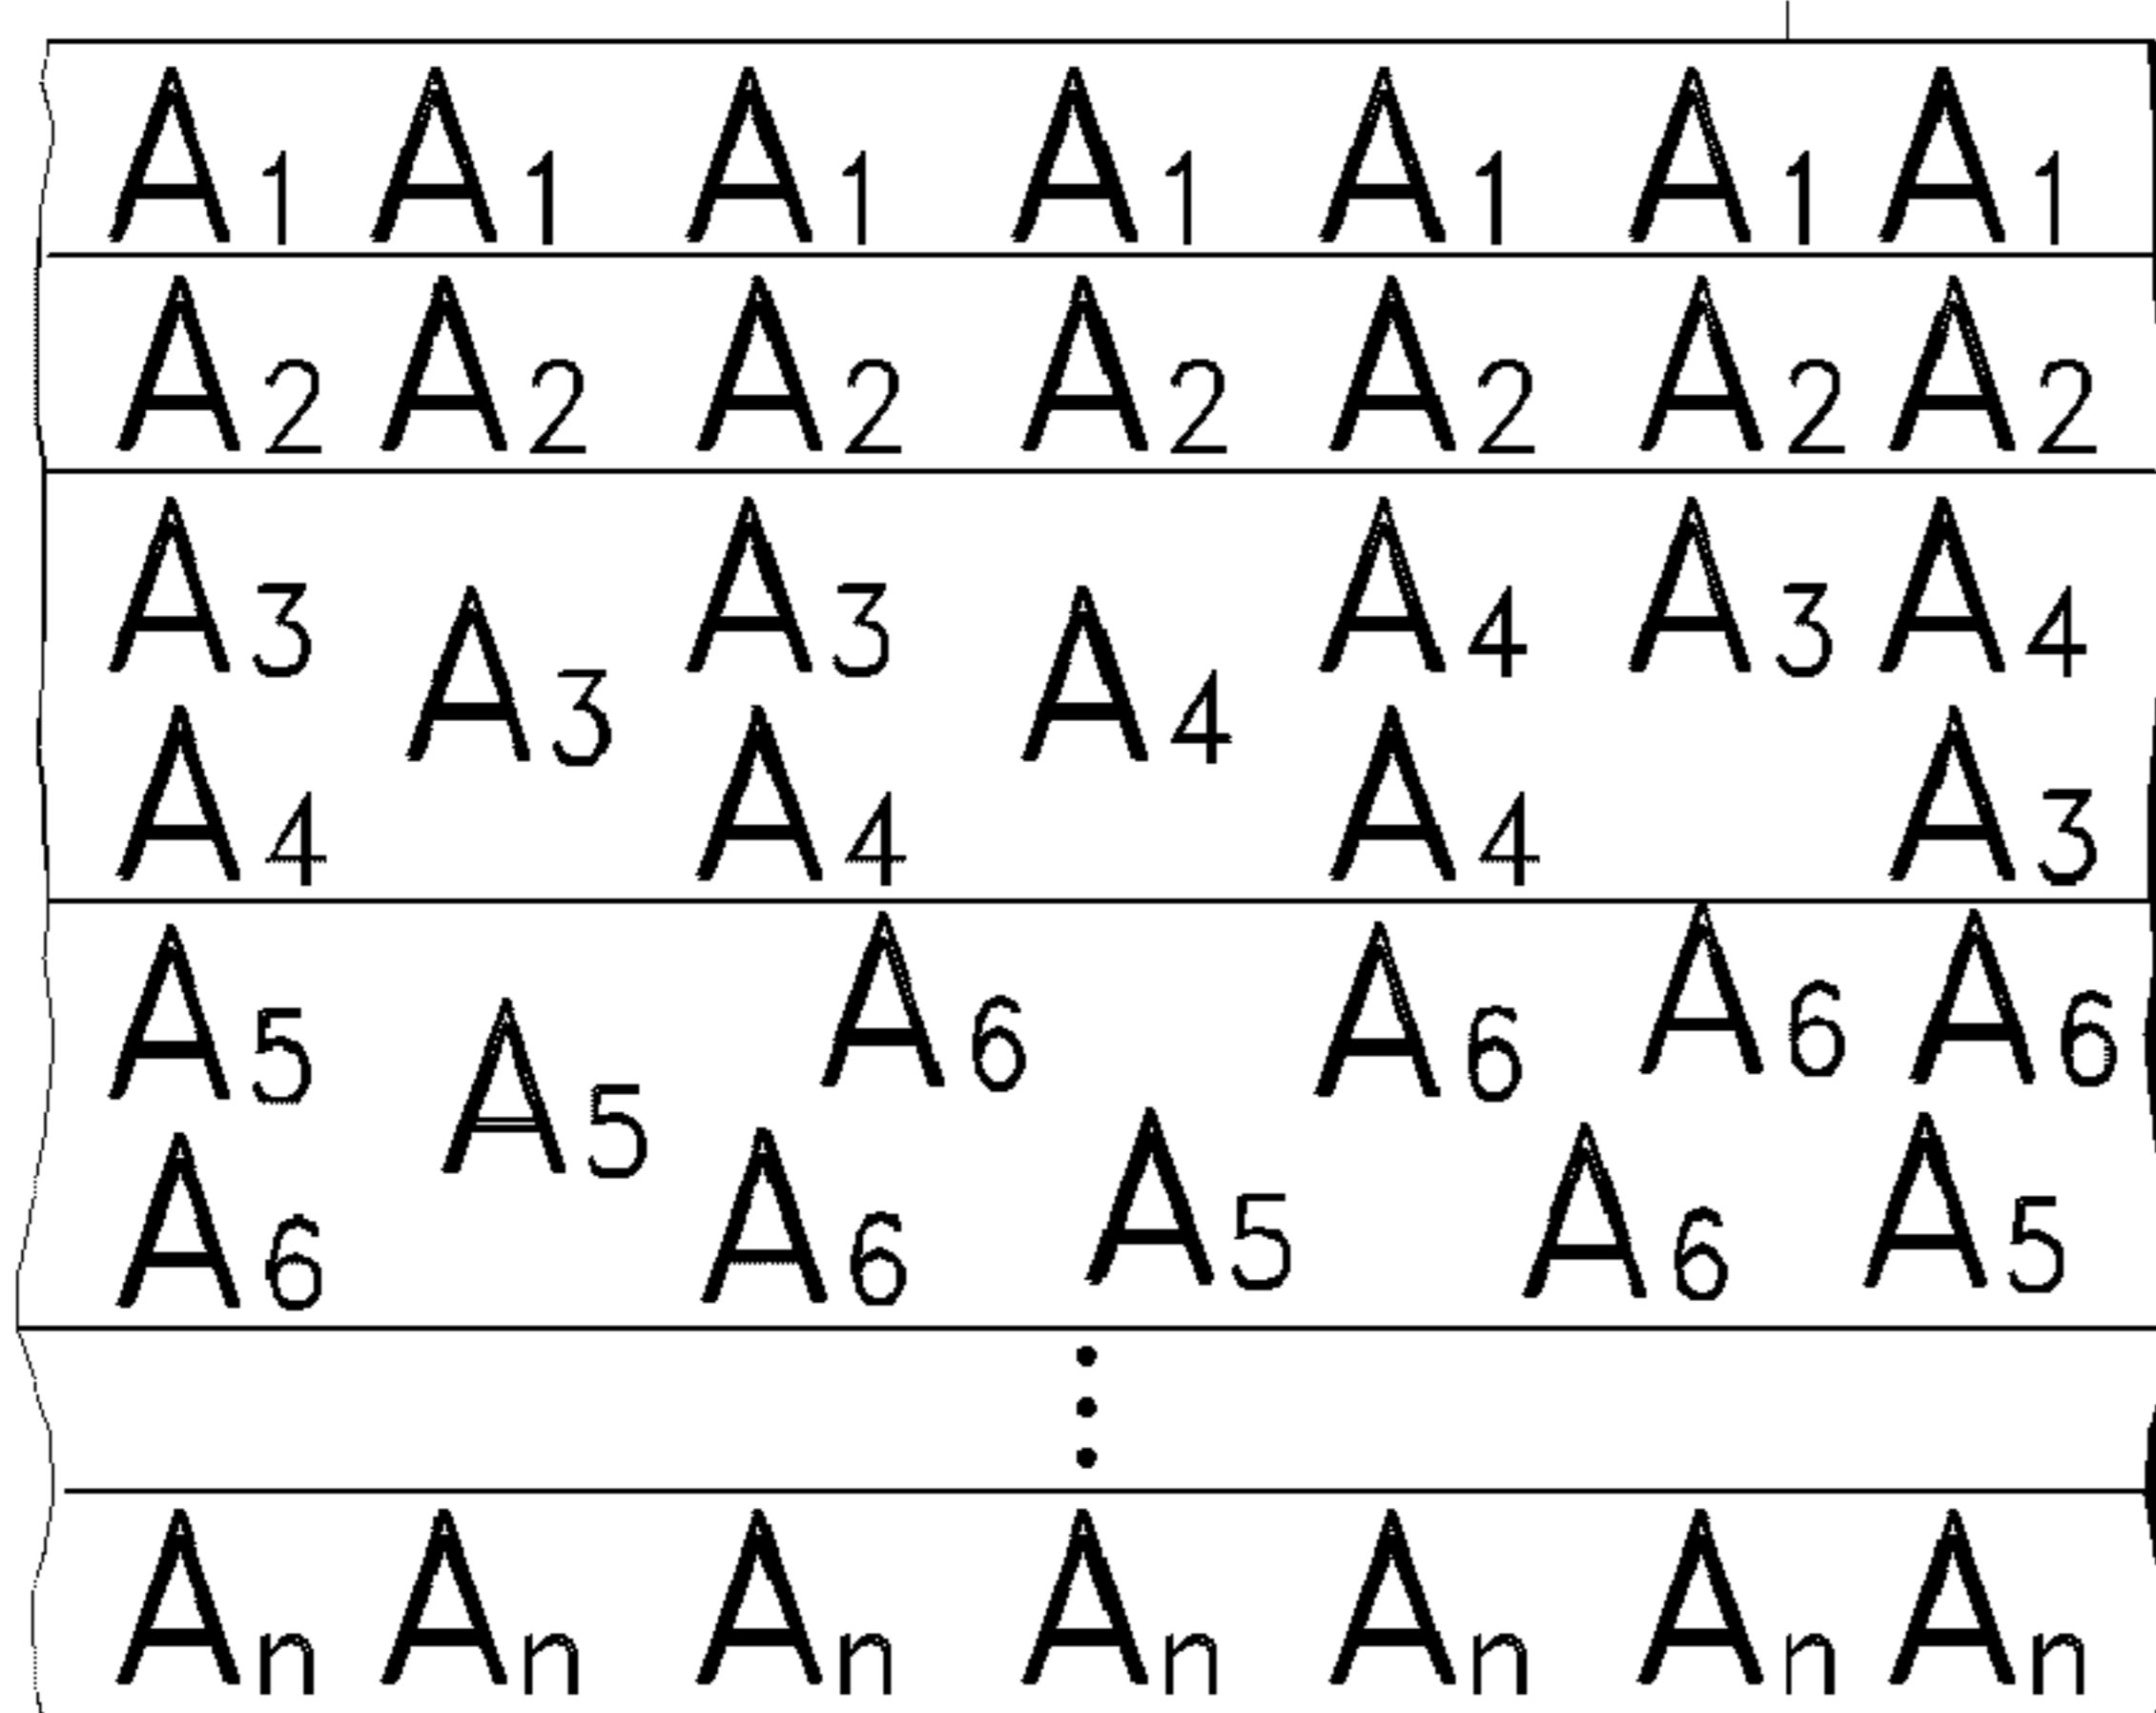 A1 A1 A1 A1 A1 A1 A1
A2 A2 A2 A2 A2 A2 A2
A3 A3 A4 A3 A4
A3 A4
A4 A4 A4 A3
A5 A6 A6 A6 A6
A5
A6 A6 A5 A6 A5
An An An An An An An